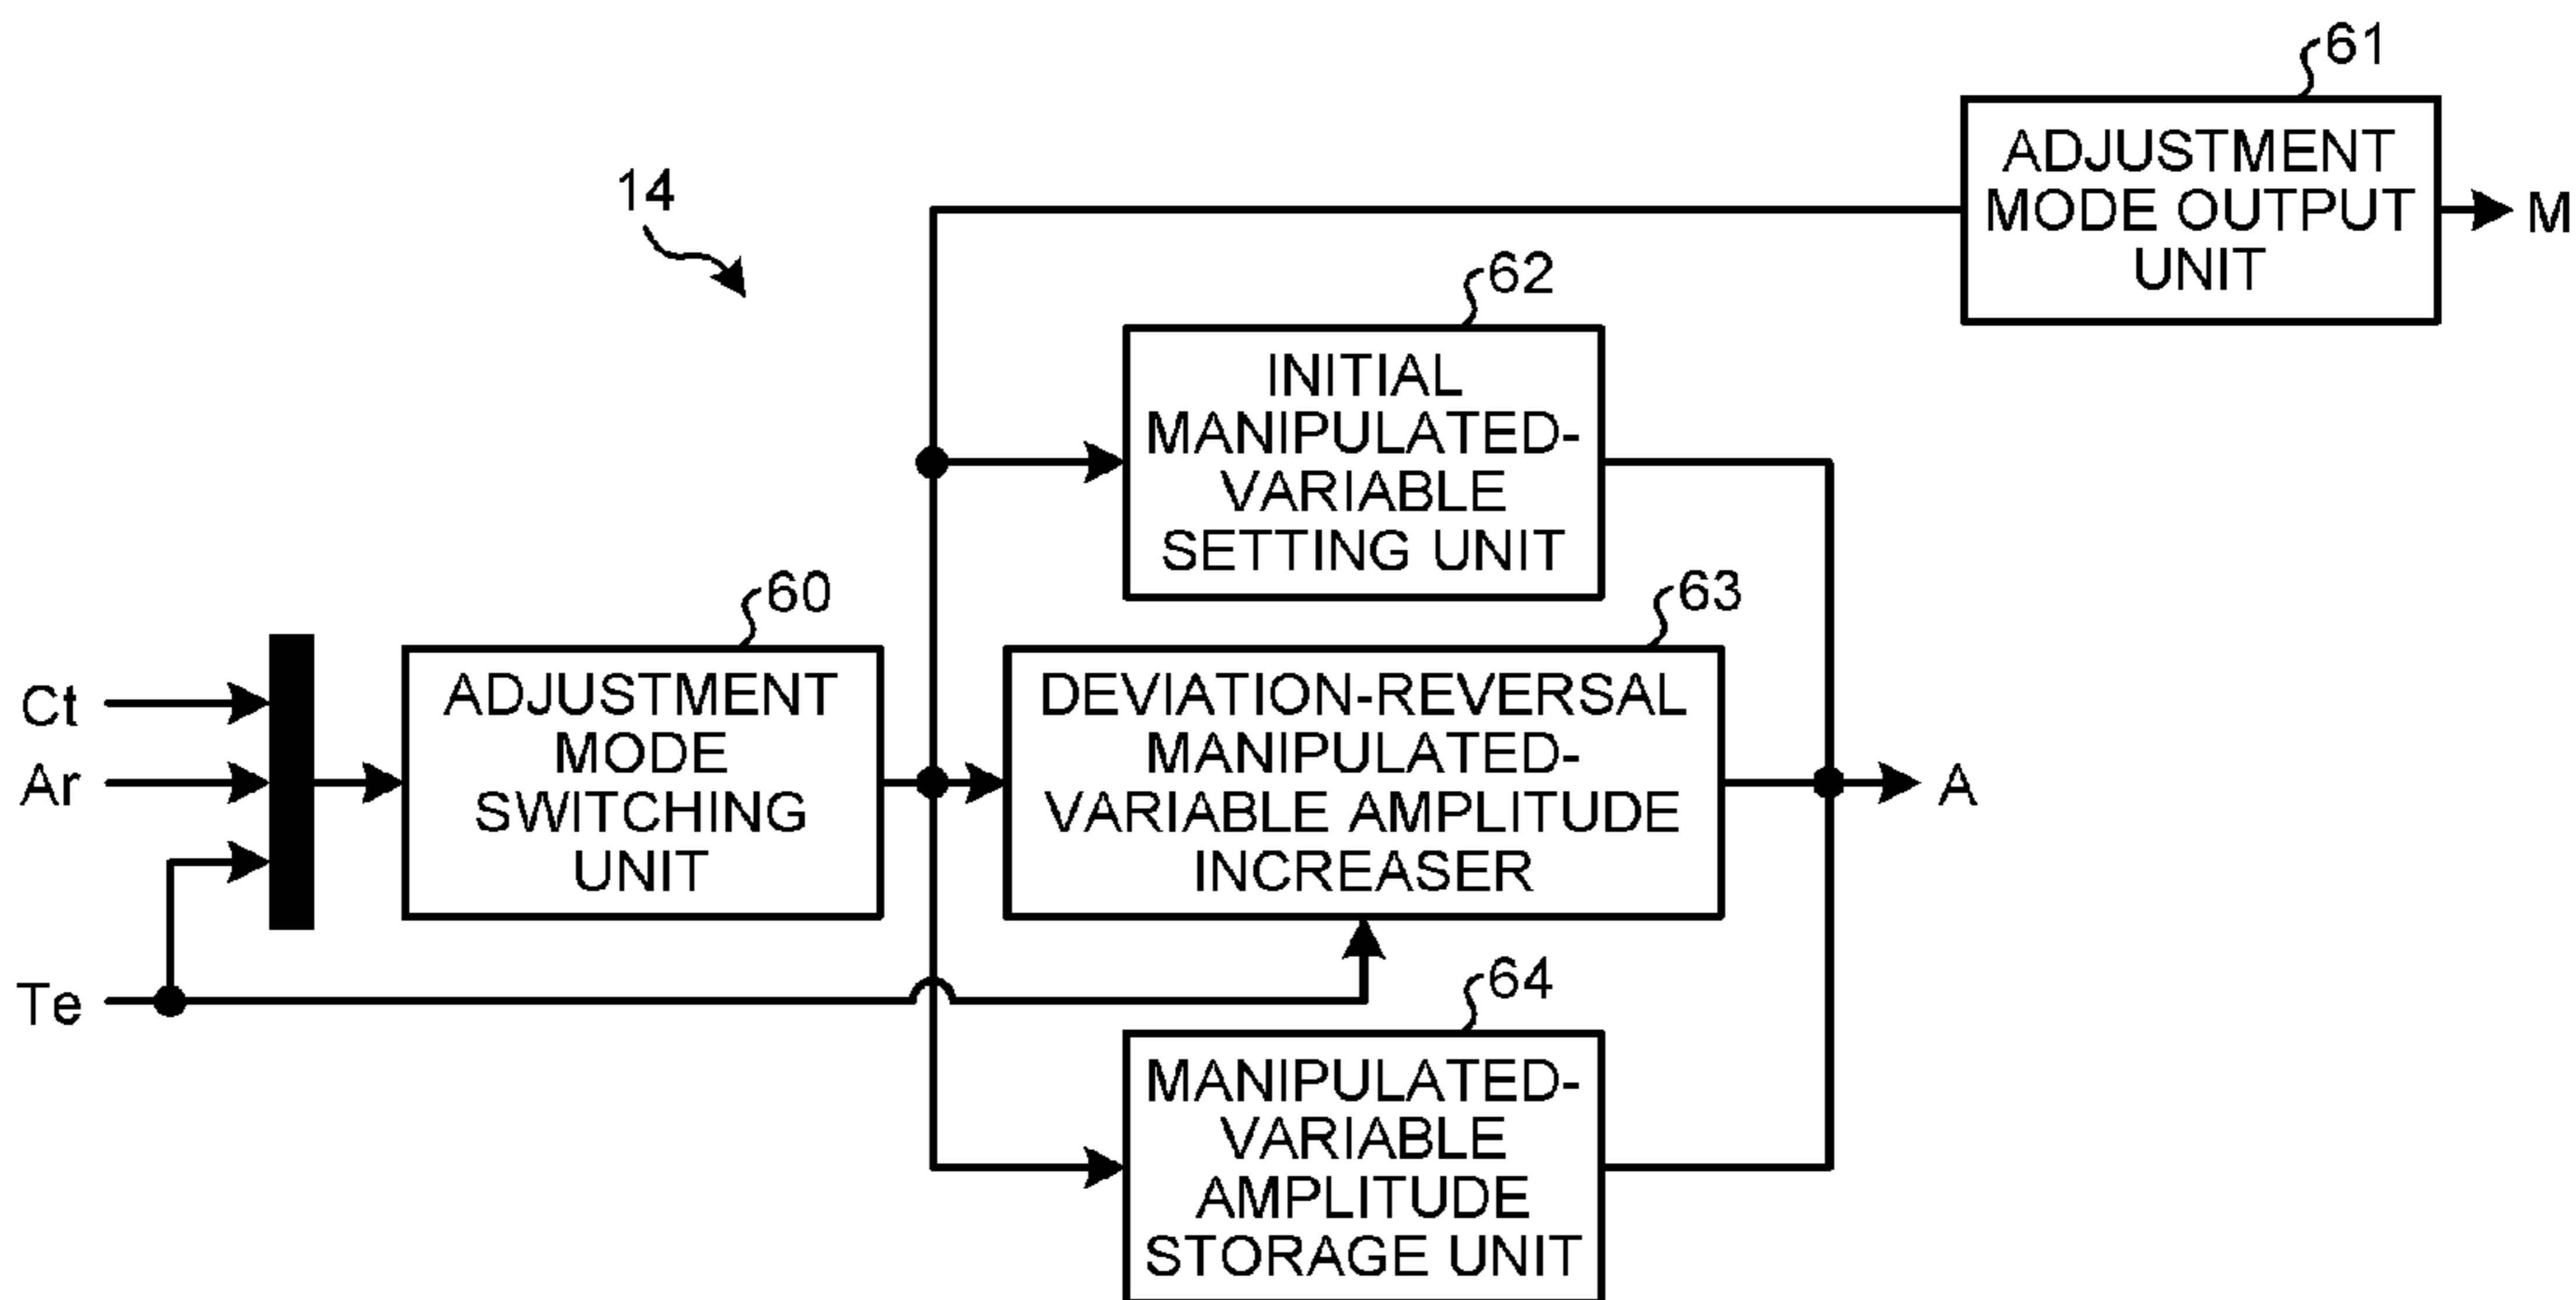 61
ADJUSTMENT
MODE OUTPUT
UNIT
M
14
62
INITIAL
MANIPULATED-
VARIABLE
SETTING UNIT
60
63
Ct
Ar
Te
ADJUSTMENT
MODE
SWITCHING
UNIT
DEVIATION-REVERSAL
MANIPULATED-
VARIABLE AMPLITUDE
INCREASER
A
64
MANIPULATED-
VARIABLE
AMPLITUDE
STORAGE UNIT